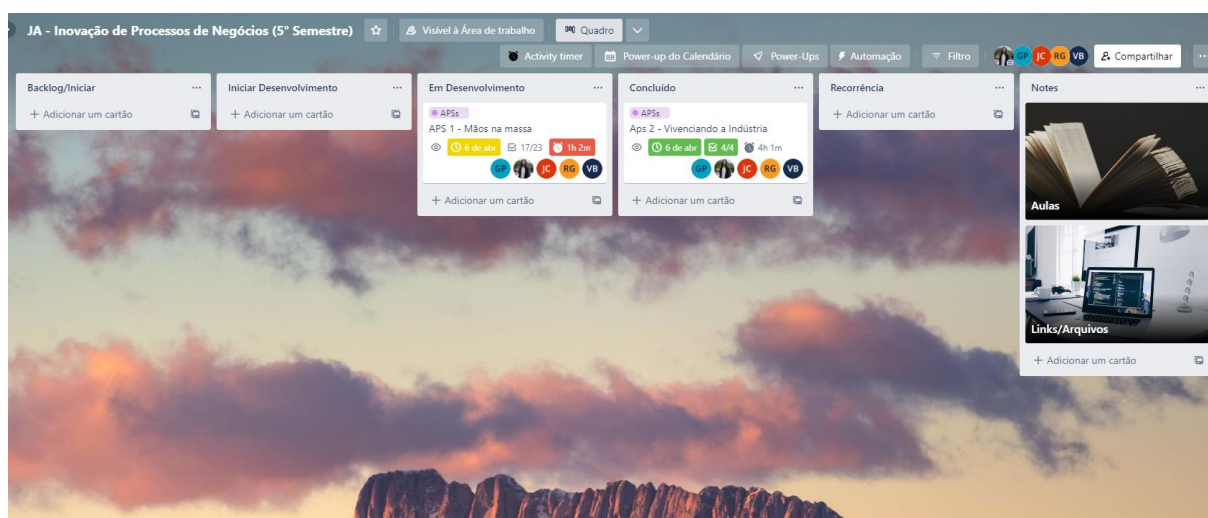 JA - Inovação de Processos de Negócios (5° Semestre)
Visível à Área de trabalho
Quadro
Activity timer
Power-up do Calendário
Power-Ups
Automação
Filtro
GP JC RG VB
Compartilhar
Backlog/Iniciar
+ Adicionar um cartão
Iniciar Desenvolvimento
+ Adicionar um cartão
Em Desenvolvimento
APSs
APS 1 - Mãos na massa
6 de abr 17/23 1h 2m
GP JC RG VB
+ Adicionar um cartão
Concluído
APSs
Aps 2 - Vivenciando a Indústria
6 de abr 4/4 4h 1m
GP JC RG VB
+ Adicionar um cartão
Recorrência
+ Adicionar um cartão
Notes
Aulas
Links/Arquivos
+ Adicionar um cartão